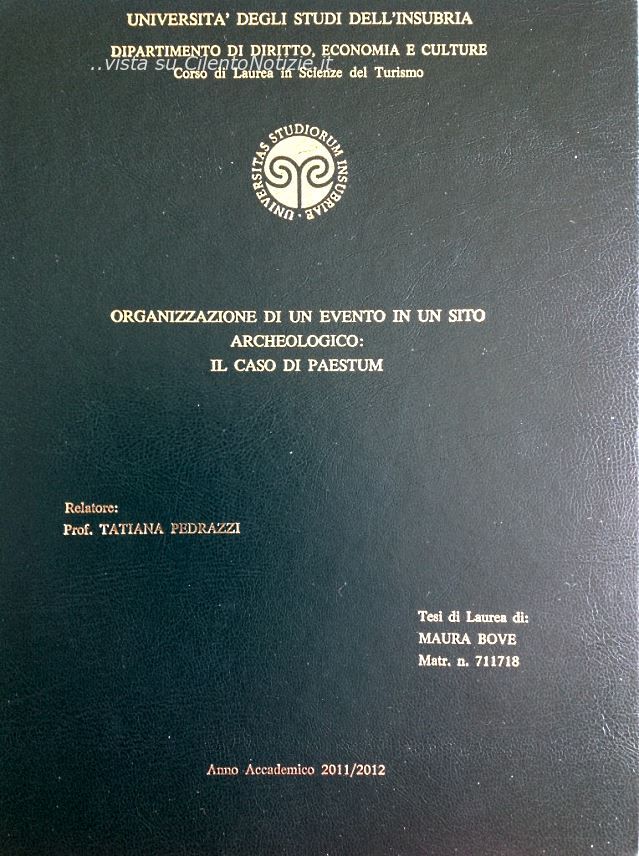 UNIVERSITA' DEGLI STUDI DELL'INSUBRIA
DIPARTIMENTO DI DIRITTO, ECONOMIA E CULTURE
..vista su CilentoNotizie.it
Corso di Laurea in Scienze del Turismo
UNIVERSITAS STUDIORUM INSUBRIAE
ORGANIZZAZIONE DI UN EVENTO IN UN SITO
ARCHEOLOGICO:
IL CASO DI PAESTUM
Relatore:
Prof. TATIANA PEDRAZZI
Tesi di Laurea di:
MAURA BOVE
Matr. n. 711718
Anno Accademico 2011/2012